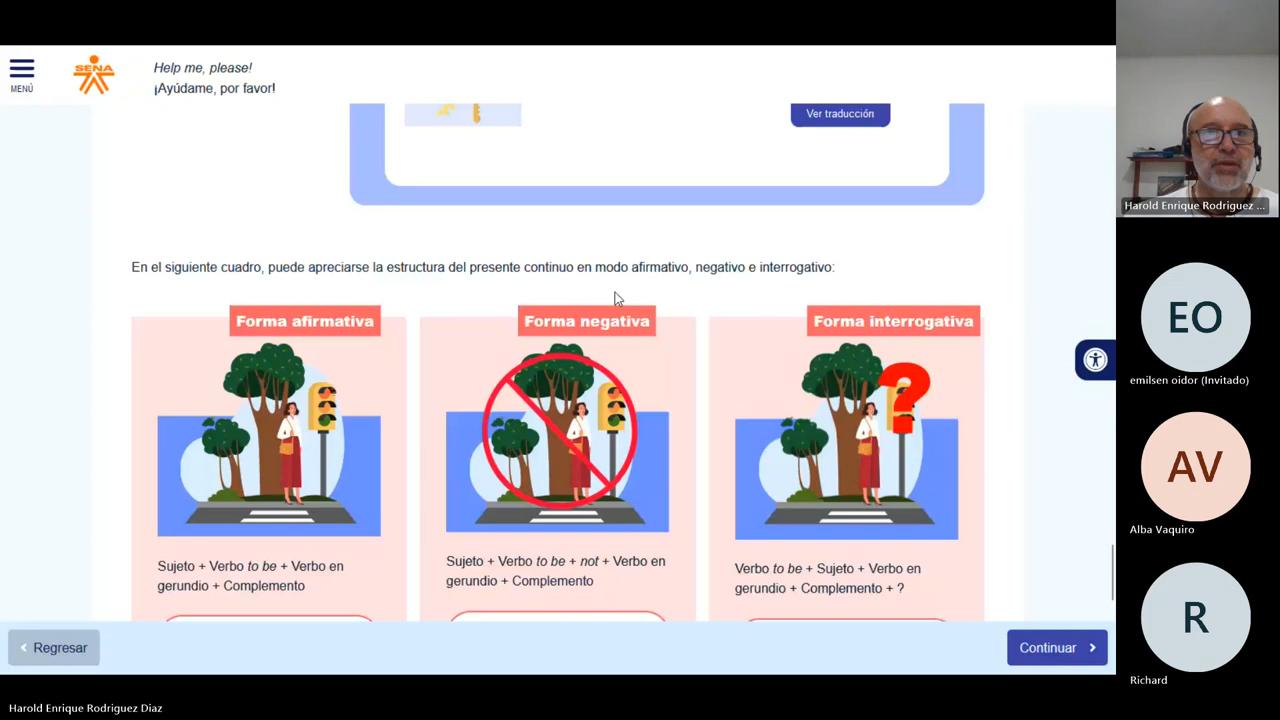 MENÚ
SENA
Help me, please!
¡Ayúdame, por favor!
Ver traducción
En el siguiente cuadro, puede apreciarse la estructura del presente continuo en modo afirmativo, negativo e interrogativo:
Forma afirmativa
Forma negativa
Forma interrogativa
?
Sujeto + Verbo to be + Verbo en
gerundio + Complemento
Sujeto + Verbo to be + not + Verbo en
gerundio + Complemento
Verbo to be + Sujeto + Verbo en
gerundio + Complemento + ?
Regresar
Continuar
Harold Enrique Rodriguez ...
EO
emilsen oidor (Invitado)
AV
Alba Vaquiro
R
Richard
Harold Enrique Rodriguez Diaz